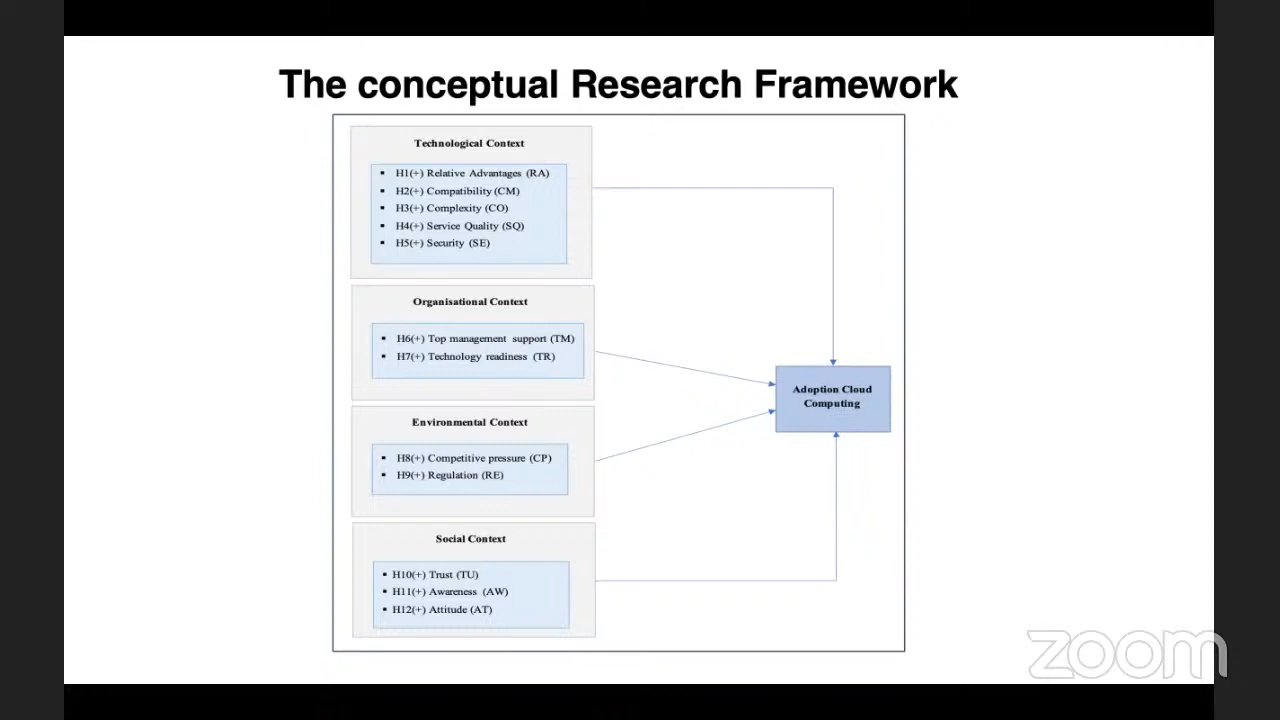 The conceptual Research Framework
Technological Context
▪ H1(+) Relative Advantages (RA)
▪ H2(+) Compatibility (CM)
▪ H3(+) Complexity (CO)
▪ H4(+) Service Quality (SQ)
▪ H5(+) Security (SE)
Organisational Context
▪ H6(+) Top management support (TM)
▪ H7(+) Technology readiness (TR)
Environmental Context
▪ H8(+) Competitive pressure (CP)
▪ H9(+) Regulation (RE)
Social Context
▪ H10(+) Trust (TU)
▪ H11(+) Awareness (AW)
▪ H12(+) Attitude (AT)
Adoption Cloud
Computing
zoom